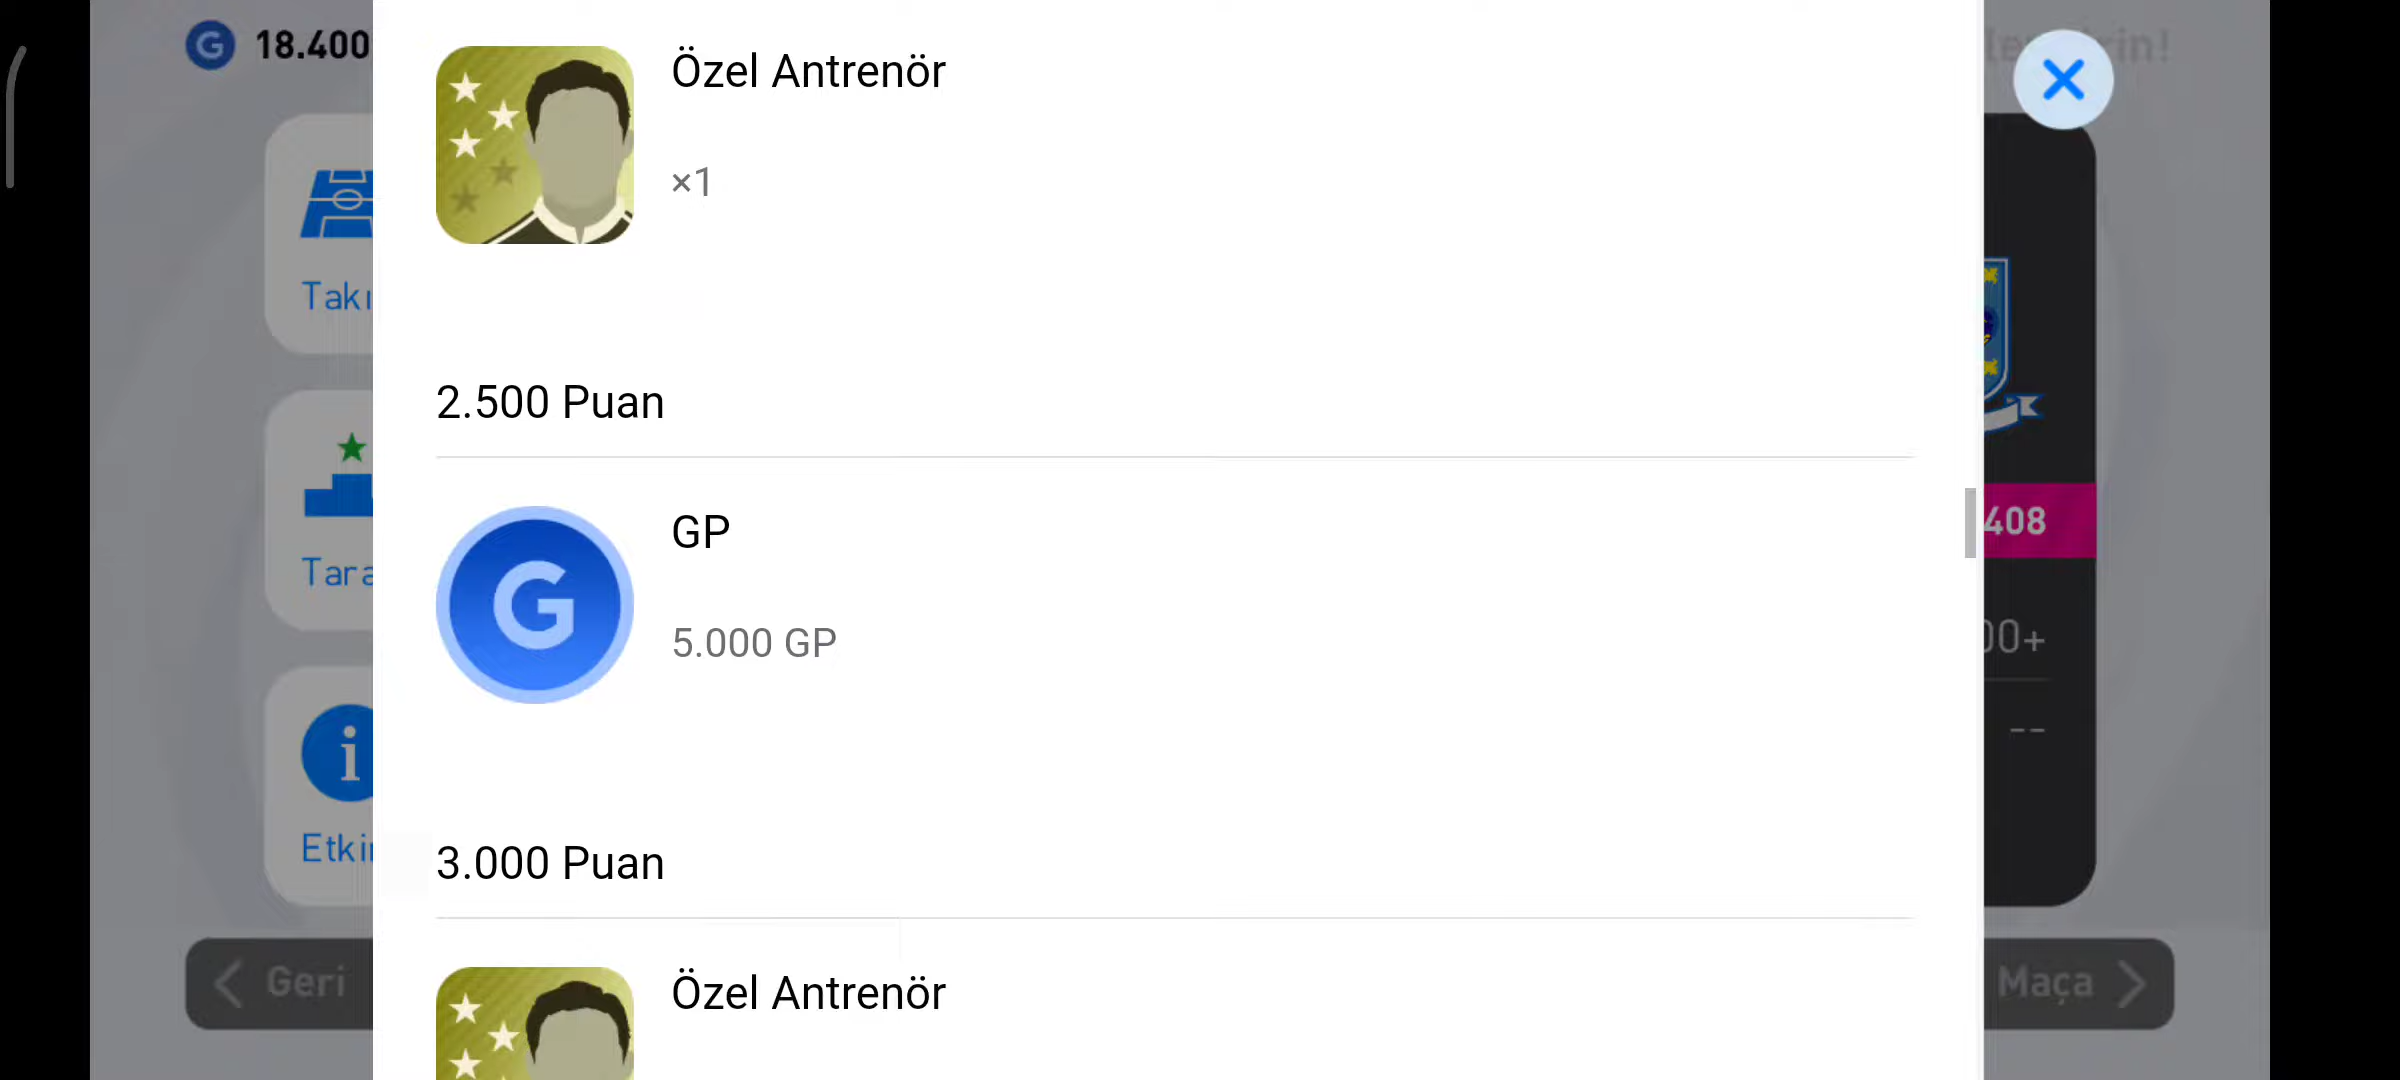 G 18.400
Özel Antrenör
×1
2.500 Puan
G
GP
5.000 GP
3.000 Puan
Özel Antrenör
408
00+
--
i
Geri
Maça